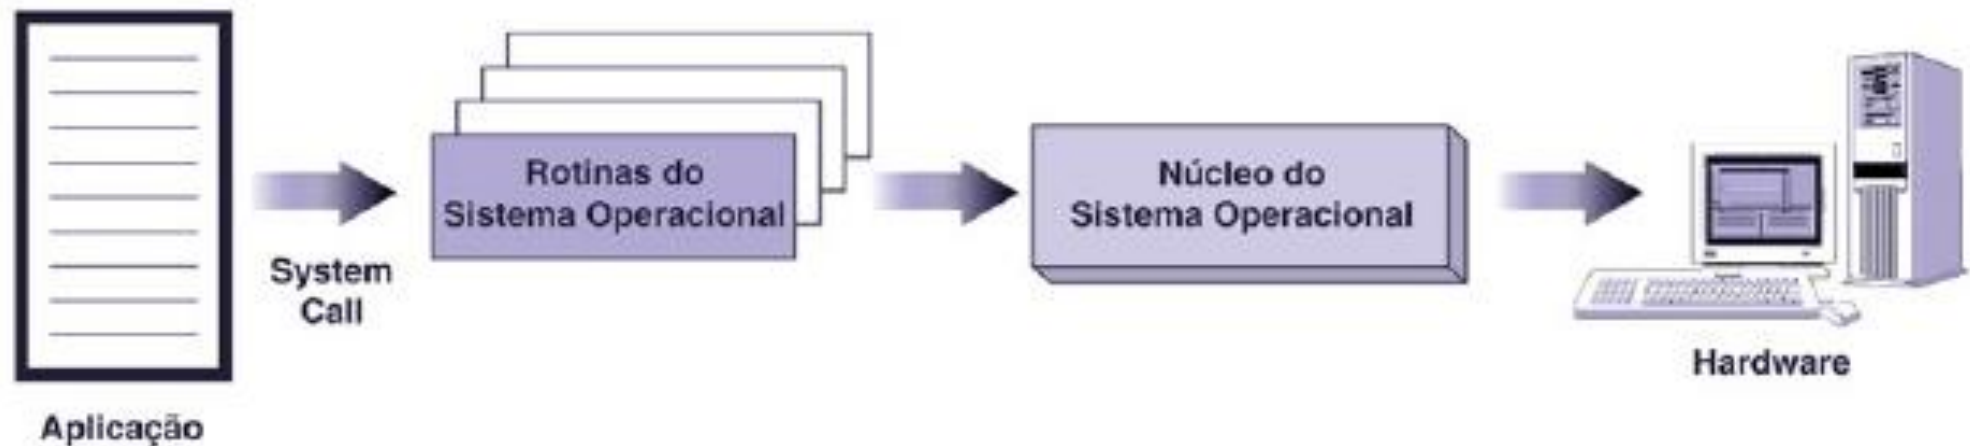 Aplicação
System
Call
Rotinas do
Sistema Operacional
Núcleo do
Sistema Operacional
Hardware